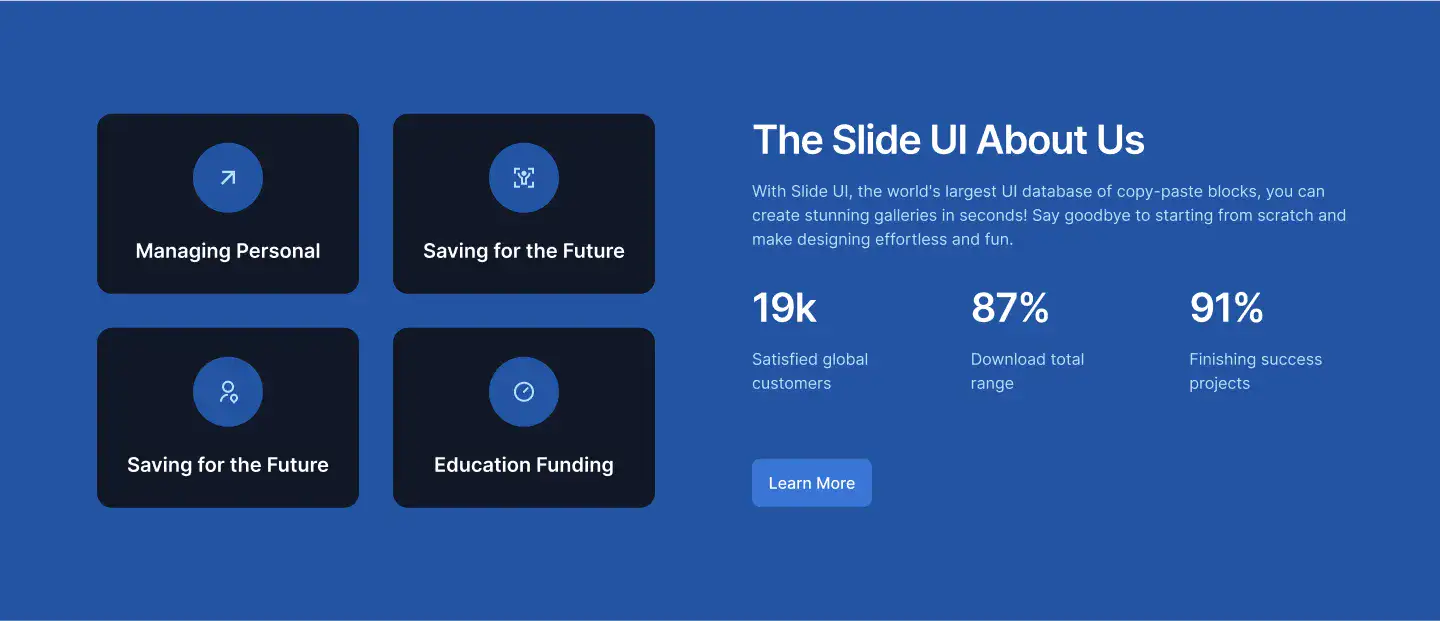 Managing Personal
Saving for the Future
Saving for the Future
Education Funding
The Slide UI About Us
With Slide UI, the world's largest UI database of copy-paste blocks, you can
create stunning galleries in seconds! Say goodbye to starting from scratch and
make designing effortless and fun.
19k
Satisfied global
customers
87%
Download total
range
91%
Finishing success
projects
Learn More